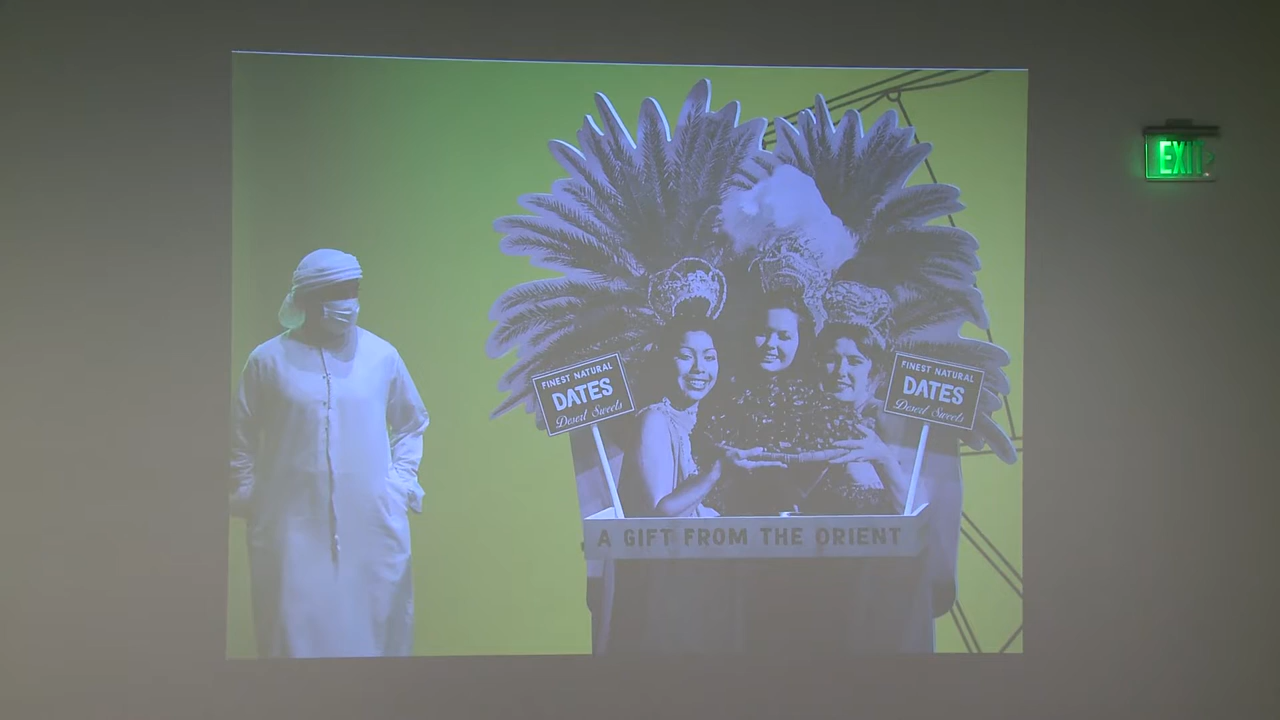 EXIT
FINEST NATURAL
DATES
Desert Sweets
FINEST NATURAL
DATES
Desert Sweets
A GIFT FROM THE ORIENT